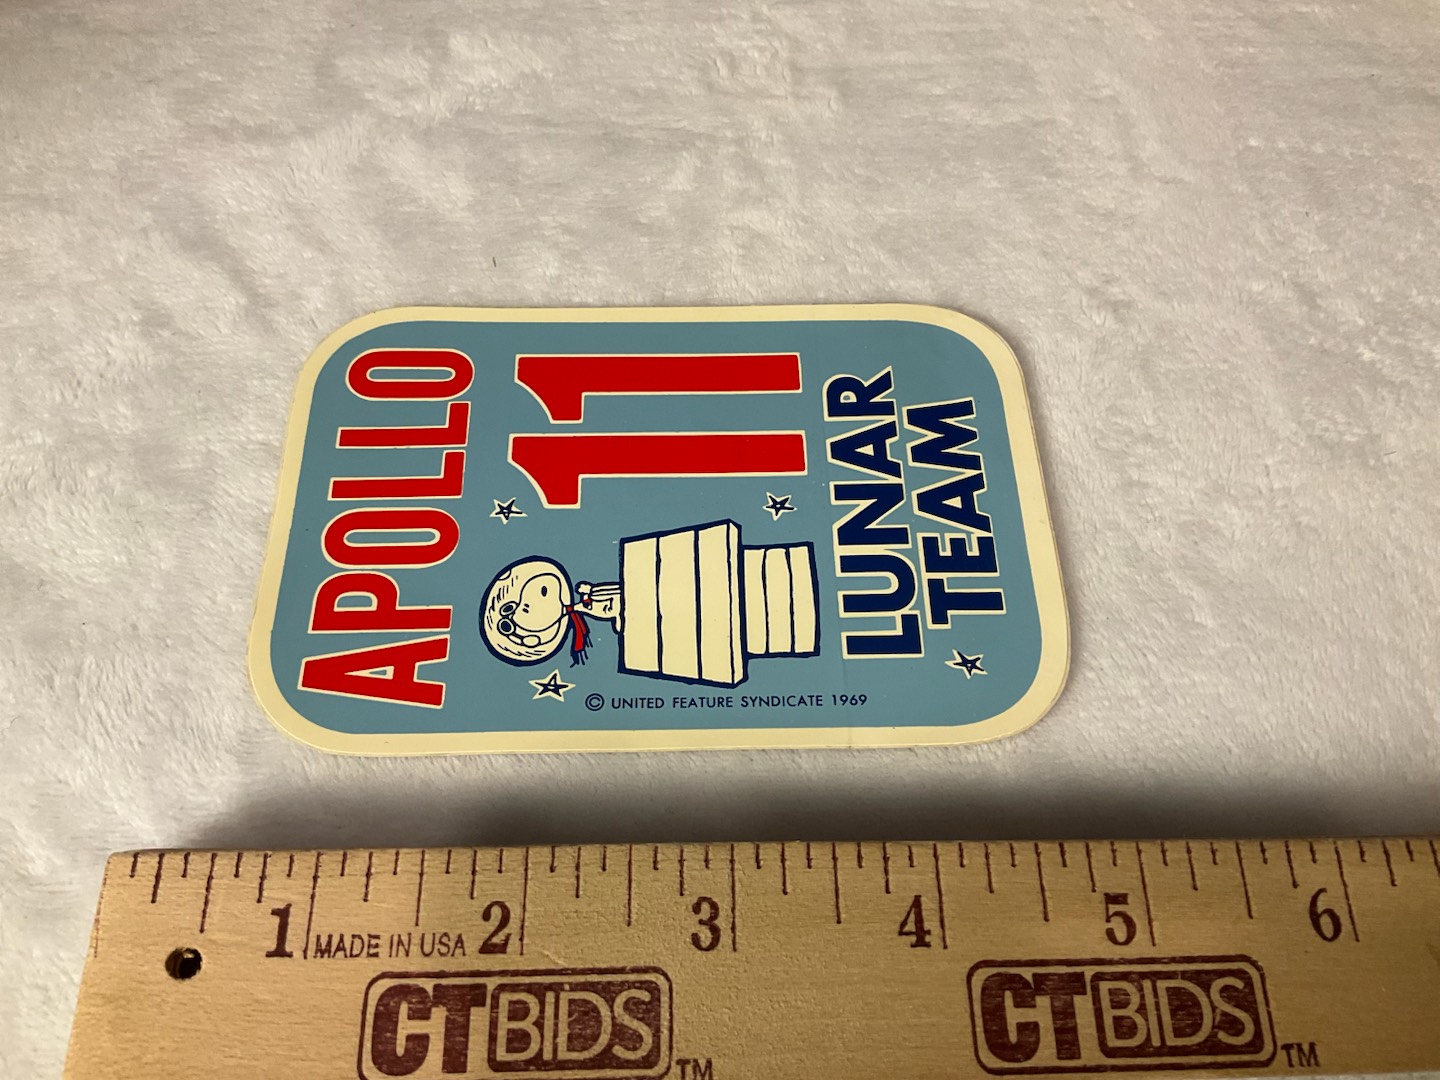 APOLLO
11
LUNAR
TEAM
© UNITED FEATURE SYNDICATE 1969
1 2 3 4 5 6
MADE IN USA
CTBIDS TM
CTBIDS TM